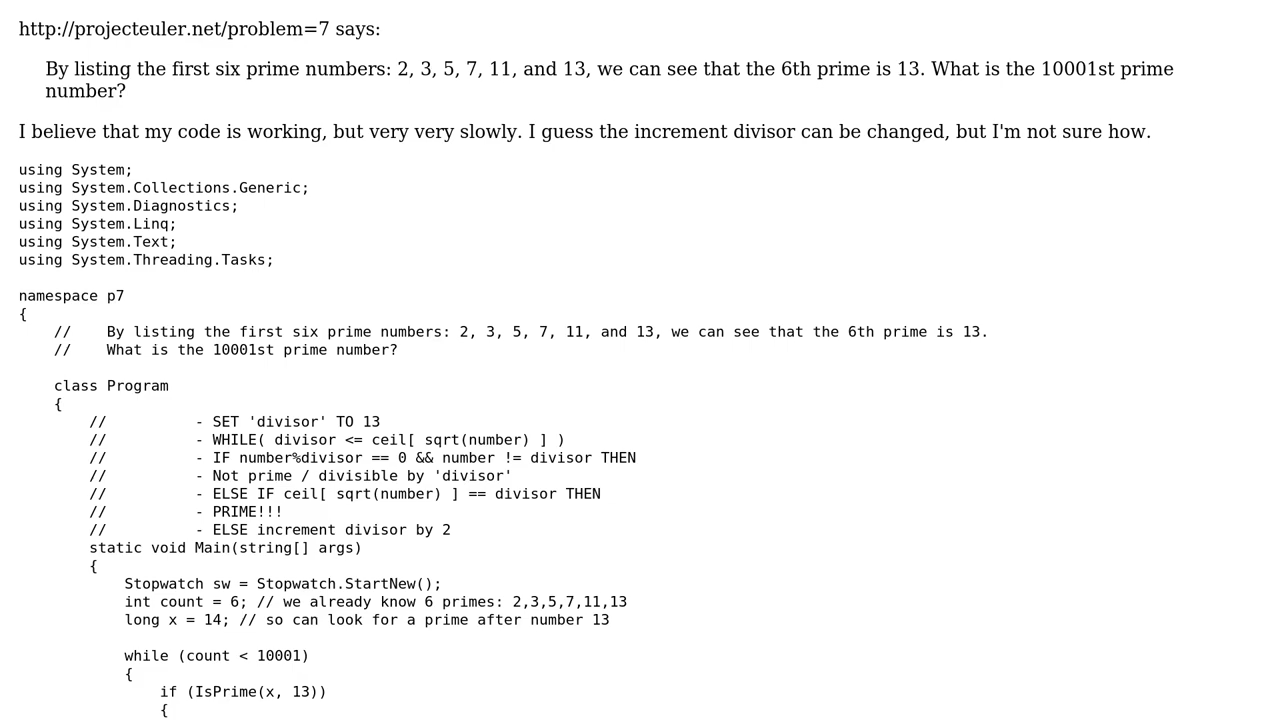 http://projecteuler.net/problem=7 says:
By listing the first six prime numbers: 2, 3, 5, 7, 11, and 13, we can see that the 6th prime is 13. What is the 10001st prime
number?
I believe that my code is working, but very very slowly. I guess the increment divisor can be changed, but I'm not sure how.
using System;
using System.Collections.Generic;
using System.Diagnostics;
using System.Linq;
using System.Text;
using System.Threading.Tasks;
namespace p7
{
    //    By listing the first six prime numbers: 2, 3, 5, 7, 11, and 13, we can see that the 6th prime is 13.
    //    What is the 10001st prime number?
    class Program
    {
        //          - SET 'divisor' TO 13
        //          - WHILE( divisor <= ceil[ sqrt(number) ] )
        //          - IF number%divisor == 0 && number != divisor THEN
        //          - Not prime / divisible by 'divisor'
        //          - ELSE IF ceil[ sqrt(number) ] == divisor THEN
        //          - PRIME!!!
        //          - ELSE increment divisor by 2
        static void Main(string[] args)
        {
            Stopwatch sw = Stopwatch.StartNew();
            int count = 6; // we already know 6 primes: 2,3,5,7,11,13
            long x = 14; // so can look for a prime after number 13
            while (count < 10001)
            {
                if (IsPrime(x, 13))
                {